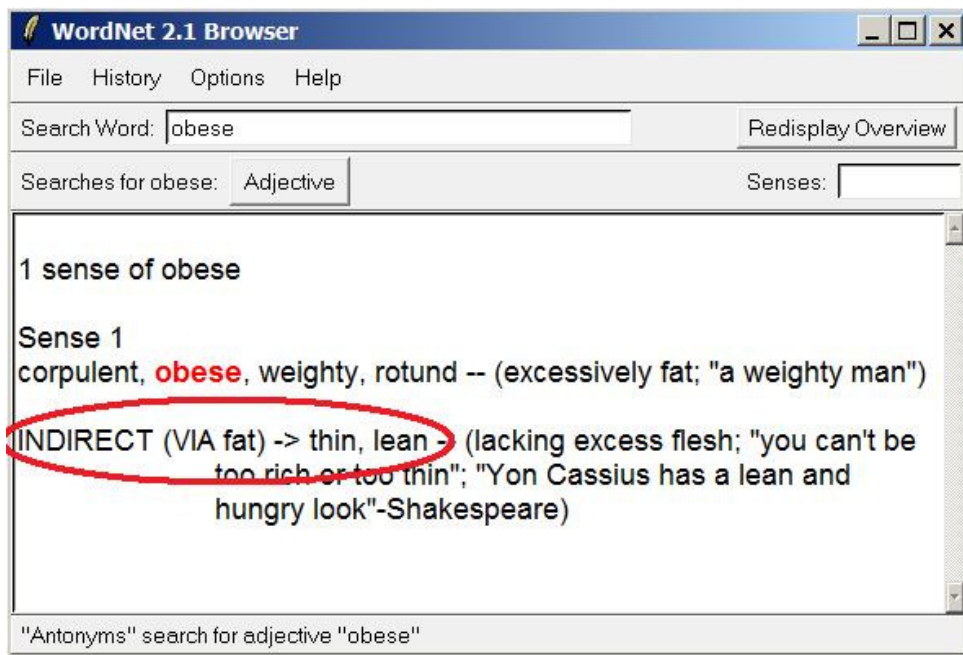 WordNet 2.1 Browser
File History Options Help
Search Word: obese Redisplay Overview
Searches for obese: Adjective Senses:
1 sense of obese
Sense 1
corpulent, obese, weighty, rotund -- (excessively fat; "a weighty man")
INDIRECT (VIA fat) -> thin, lean -- (lacking excess flesh; "you can't be
too rich or too thin"; "Yon Cassius has a lean and
hungry look"-Shakespeare)
"Antonyms" search for adjective "obese"